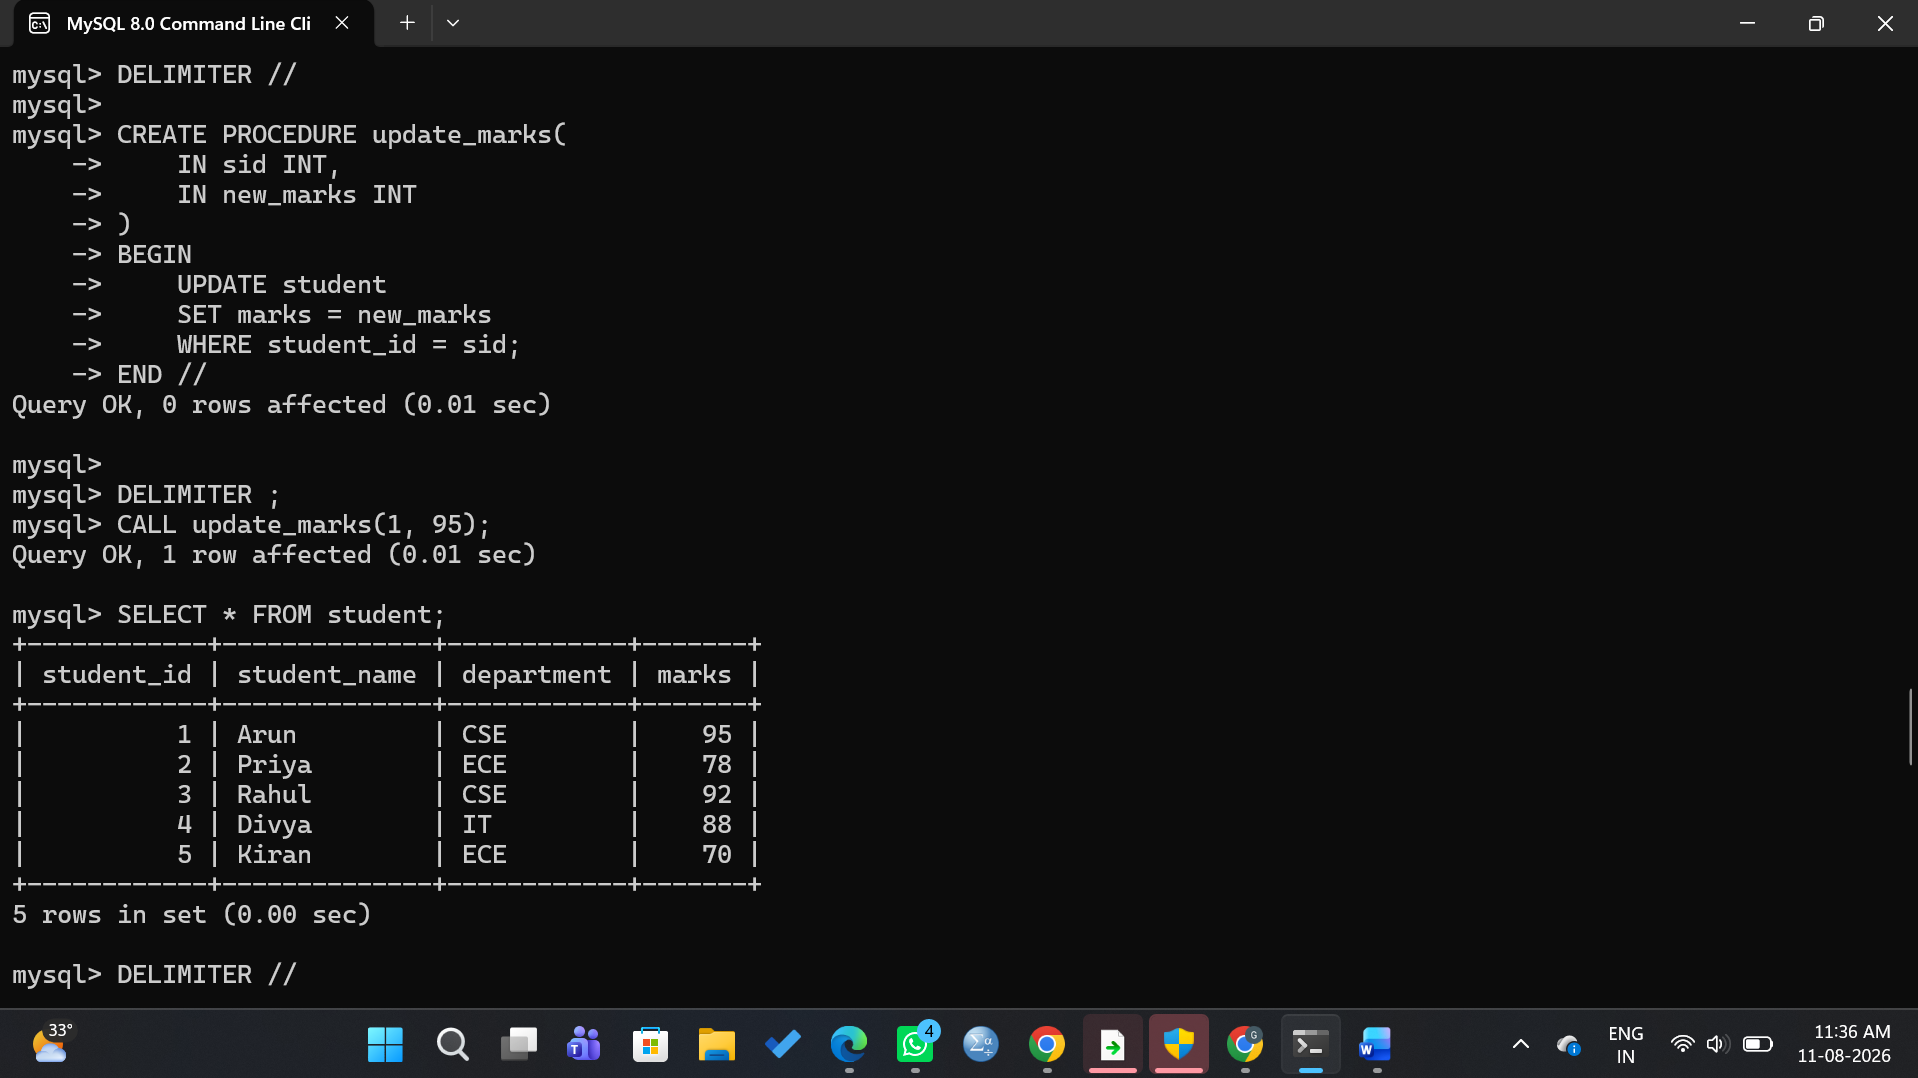 MySQL 8.0 Command Line Cli
mysql> DELIMITER //
mysql>
mysql> CREATE PROCEDURE update_marks(
    ->     IN sid INT,
    ->     IN new_marks INT
    -> )
    -> BEGIN
    ->     UPDATE student
    ->     SET marks = new_marks
    ->     WHERE student_id = sid;
    -> END //
Query OK, 0 rows affected (0.01 sec)
mysql>
mysql> DELIMITER ;
mysql> CALL update_marks(1, 95);
Query OK, 1 row affected (0.01 sec)
mysql> SELECT * FROM student;
+------------+--------------+------------+-------+
| student_id | student_name | department | marks |
+------------+--------------+------------+-------+
|          1 | Arun         | CSE        |    95 |
|          2 | Priya        | ECE        |    78 |
|          3 | Rahul        | CSE        |    92 |
|          4 | Divya        | IT         |    88 |
|          5 | Kiran        | ECE        |    70 |
+------------+--------------+------------+-------+
5 rows in set (0.00 sec)
mysql> DELIMITER //
33°
4
G
ENG
IN
11:36 AM
11-08-2026